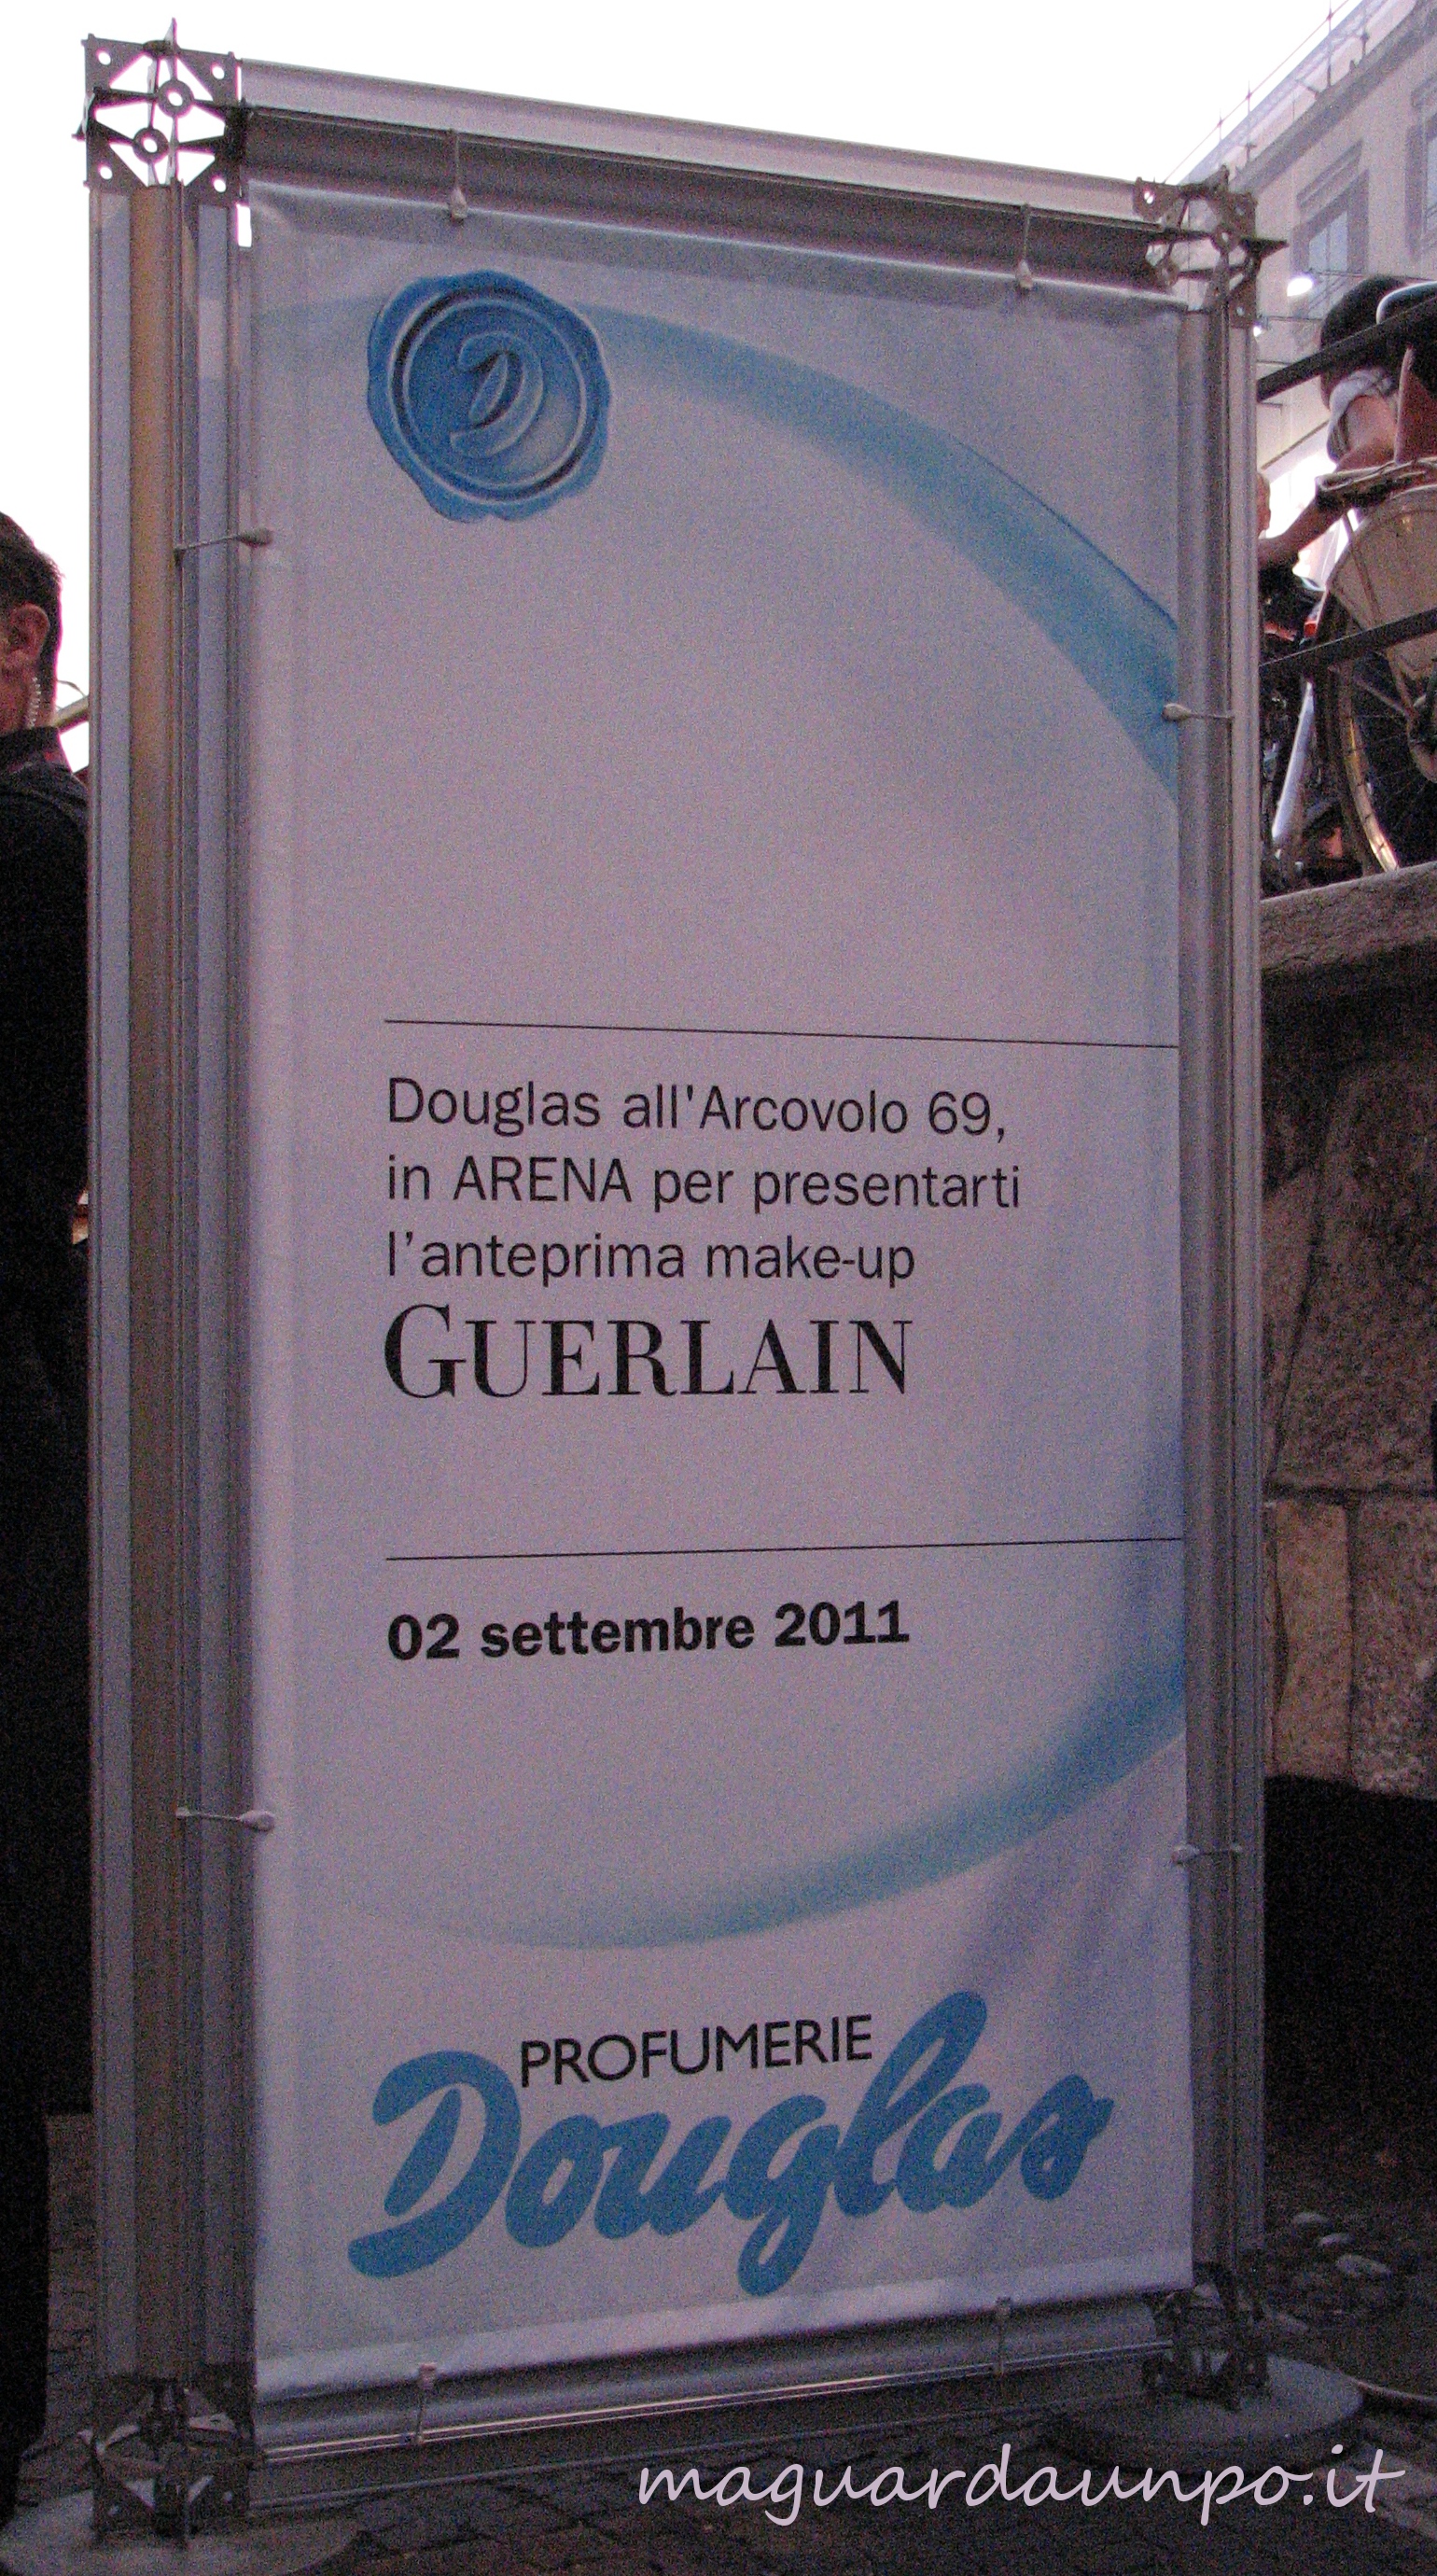 D
Douglas all'Arcovolo 69,
in ARENA per presentarti
l’anteprima make-up
GUERLAIN
02 settembre 2011
PROFUMERIE
Douglas
maguardaunpo.it